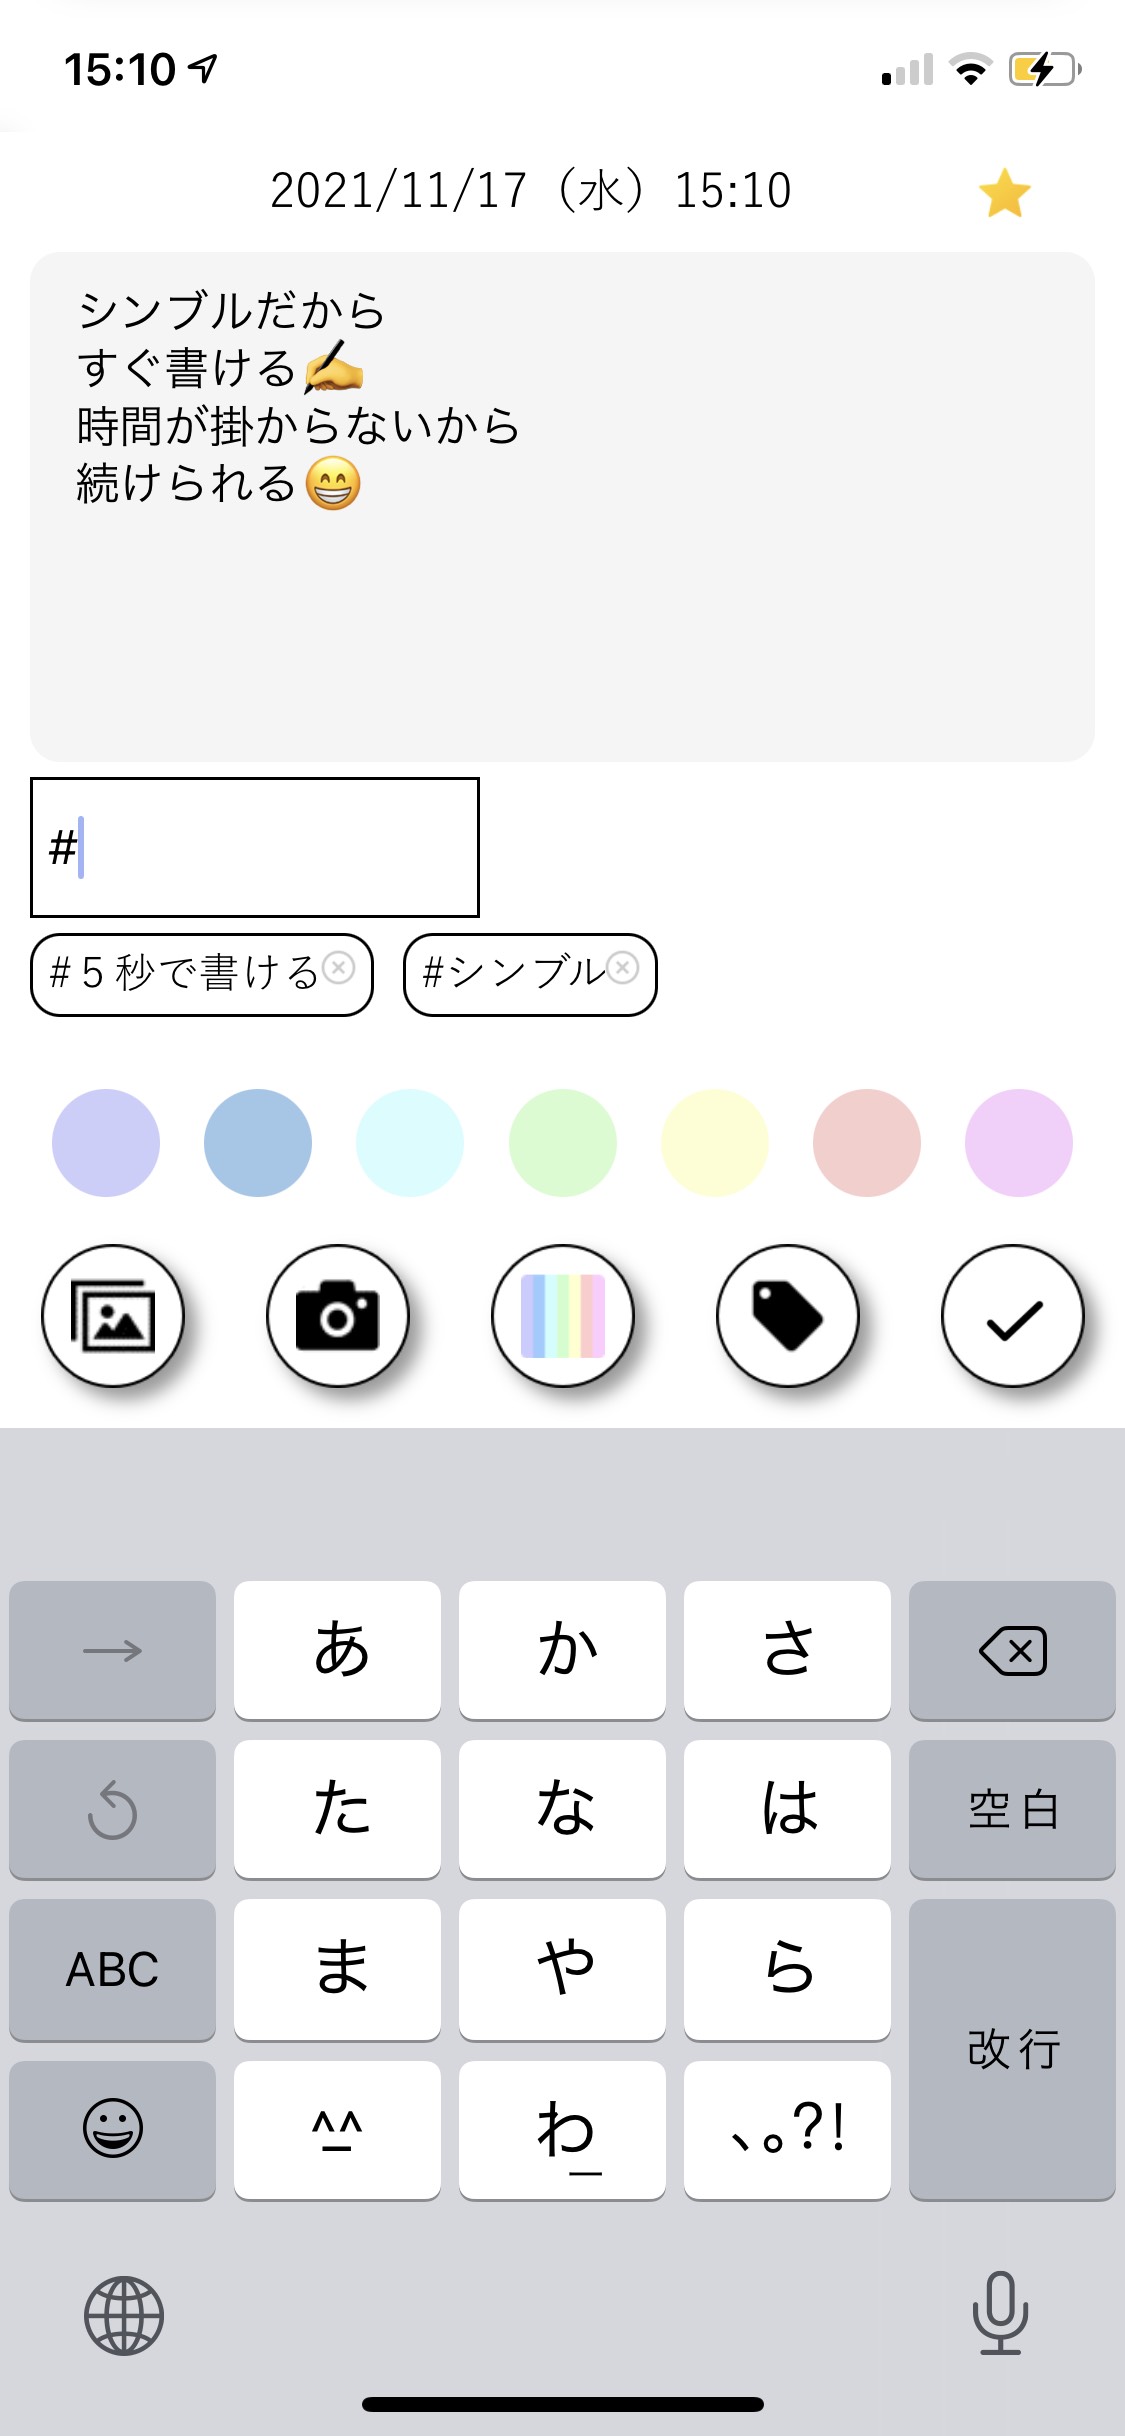 15:10
2021/11/17（水）15:10
シンブルだから
すぐ書ける✍️
時間が掛からないから
続けられる😁
#
#５秒で書ける
#シンブル
→ あ か さ
た な は 空白
ABC ま や ら
^_^ わ_ 、。?! 改行